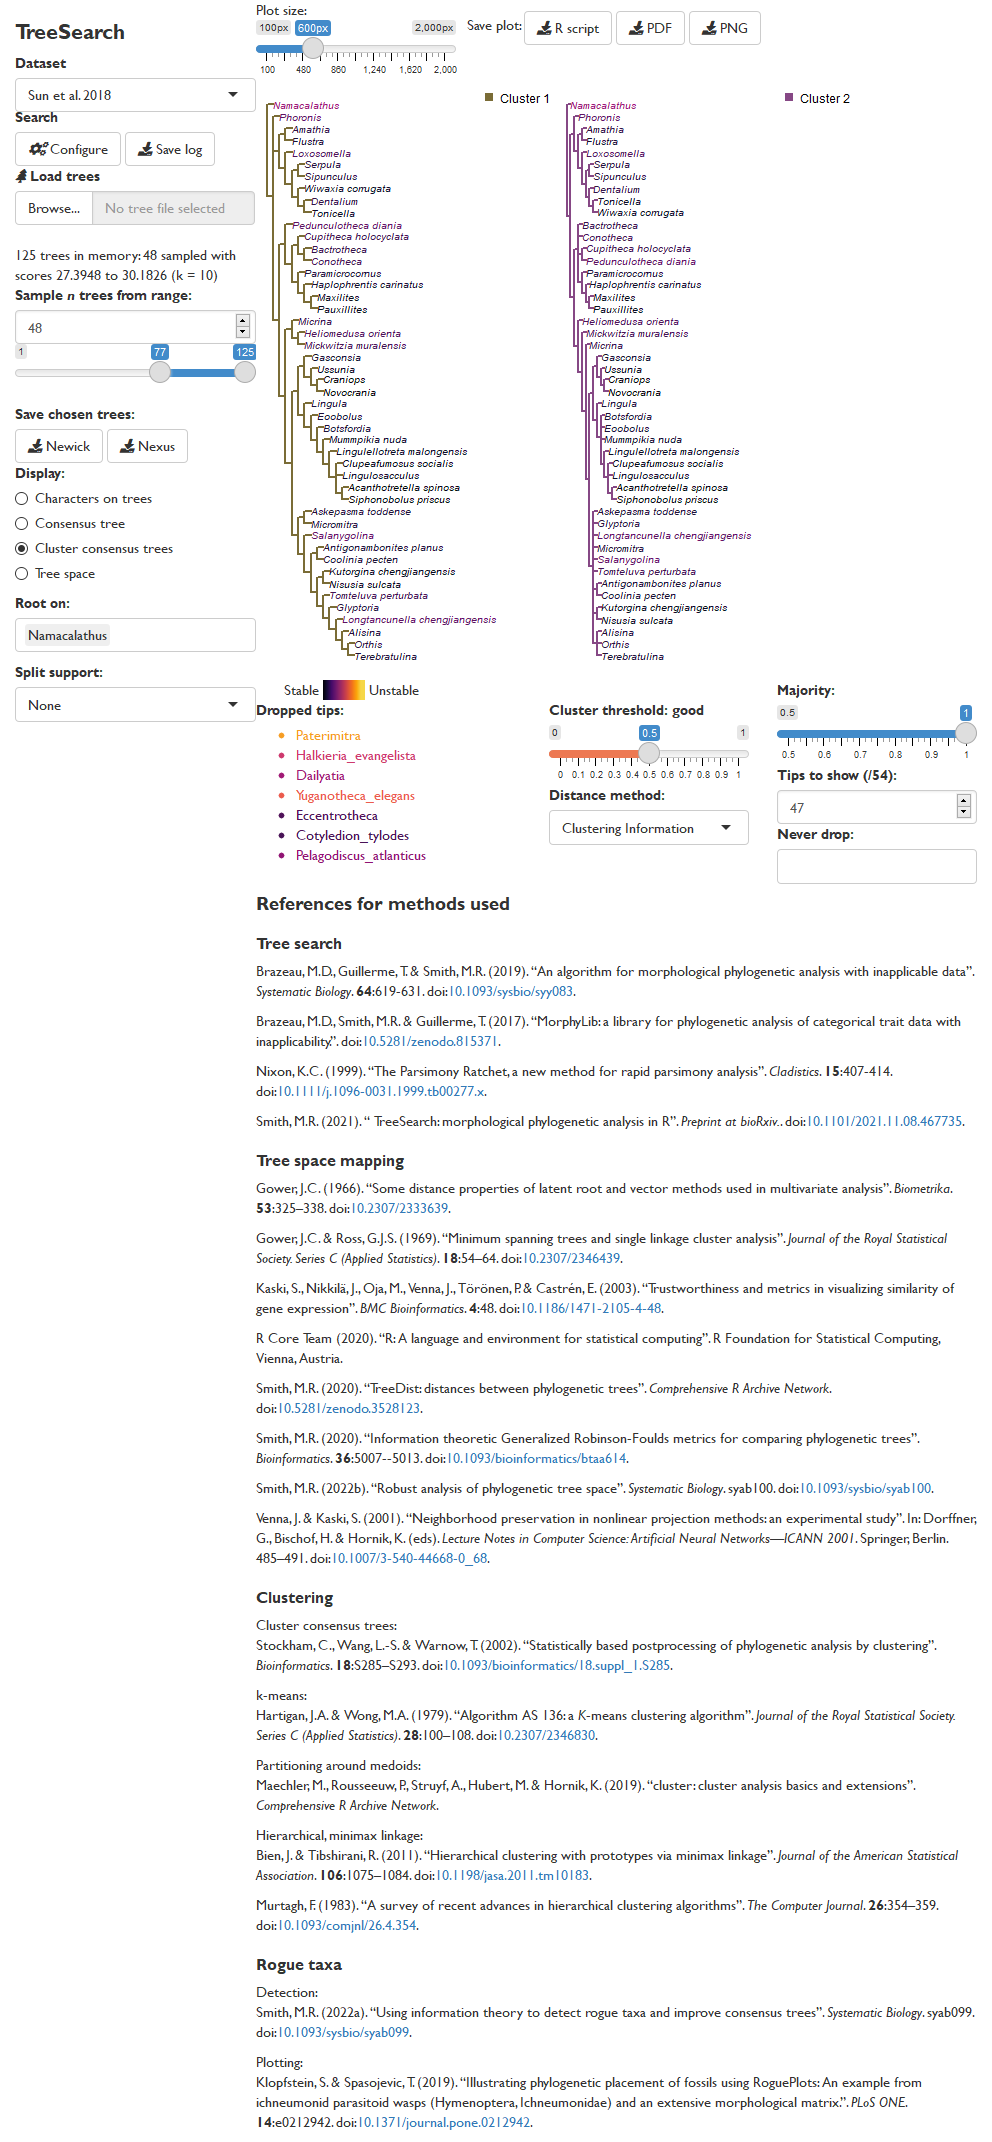 TreeSearch
Dataset
Sun et al. 2018
Search
Configure
Save log
Load trees
Browse...
No tree file selected
125 trees in memory: 48 sampled with
scores 27.3948 to 30.1826 (k = 10)
Sample n trees from range:
48
1
77
125
Save chosen trees:
Newick
Nexus
Display:
Characters on trees
Consensus tree
Cluster consensus trees
Tree space
Root on:
Namacalathus
Split support:
None
Plot size:
100px
600px
2,000px
100 480 860 1,240 1,620 2,000
Save plot:
R script
PDF
PNG
Cluster 1
Namacalathus
Phoronis
Amathia
Flustra
Loxosomella
Serpula
Sipunculus
Wiwaxia corrugata
Dentalium
Tonicella
Pedunculotheca diania
Cupitheca holocyclata
Bactrotheca
Conotheca
Paramicrocornus
Haplophrentis carinatus
Maxilites
Pauxillites
Micrina
Heliomedusa orienta
Mickwitzia muralensis
Gasconsia
Ussunia
Craniops
Novocrania
Lingula
Eoobolus
Botsfordia
Mummpikia nuda
Lingulellotreta malongensis
Clupeafumosus socialis
Lingulosacculus
Acanthotretella spinosa
Siphonobolus priscus
Askepasma toddense
Micromitra
Salanygolina
Antigonambonites planus
Coolinia pecten
Kutorgina chengjiangensis
Nisusia sulcata
Tomteluva perturbata
Glyptoria
Longtancunella chengjiangensis
Alisina
Orthis
Terebratulina
Cluster 2
Namacalathus
Phoronis
Amathia
Flustra
Loxosomella
Serpula
Sipunculus
Dentalium
Tonicella
Wiwaxia corrugata
Bactrotheca
Conotheca
Cupitheca holocyclata
Pedunculotheca diania
Paramicrocornus
Haplophrentis carinatus
Maxilites
Pauxillites
Heliomedusa orienta
Mickwitzia muralensis
Micrina
Gasconsia
Ussunia
Craniops
Novocrania
Lingula
Botsfordia
Eoobolus
Mummpikia nuda
Lingulellotreta malongensis
Clupeafumosus socialis
Lingulosacculus
Acanthotretella spinosa
Siphonobolus priscus
Askepasma toddense
Glyptoria
Longtancunella chengjiangensis
Micromitra
Salanygolina
Tomteluva perturbata
Antigonambonites planus
Coolinia pecten
Kutorgina chengjiangensis
Nisusia sulcata
Alisina
Orthis
Terebratulina
Stable
Unstable
Dropped tips:
Paterimitra
Halkieria_evangelista
Dailyatia
Yuganotheca_elegans
Eccentrotheca
Cotyledion_tylodes
Pelagodiscus_atlanticus
Cluster threshold: good
0
0.5
1
0 0.1 0.2 0.3 0.4 0.5 0.6 0.7 0.8 0.9 1
Distance method:
Clustering Information
Majority:
0.5
1
0.5 0.6 0.7 0.8 0.9 1
Tips to show (/54):
47
Never drop:
References for methods used
Tree search
Brazeau, M.D., Guillerme, T. & Smith, M.R. (2019). “An algorithm for morphological phylogenetic analysis with inapplicable data”.
Systematic Biology. 64:619-631. doi:10.1093/sysbio/syy083.
Brazeau, M.D., Smith, M.R. & Guillerme, T. (2017). “MorphyLib: a library for phylogenetic analysis of categorical trait data with
inapplicability.”. doi:10.5281/zenodo.815371.
Nixon, K.C. (1999). “The Parsimony Ratchet, a new method for rapid parsimony analysis”. Cladistics. 15:407-414.
doi:10.1111/j.1096-0031.1999.tb00277.x.
Smith, M.R. (2021). “ TreeSearch: morphological phylogenetic analysis in R”. Preprint at bioRxiv.. doi:10.1101/2021.11.08.467735.
Tree space mapping
Gower, J.C. (1966). “Some distance properties of latent root and vector methods used in multivariate analysis”. Biometrika.
53:325–338. doi:10.2307/2333639.
Gower, J.C. & Ross, G.J.S. (1969). “Minimum spanning trees and single linkage cluster analysis”. Journal of the Royal Statistical
Society. Series C (Applied Statistics). 18:54–64. doi:10.2307/2346439.
Kaski, S., Nikkilä, J., Oja, M., Venna, J., Törönen, P. & Castrén, E. (2003). “Trustworthiness and metrics in visualizing similarity of
gene expression”. BMC Bioinformatics. 4:48. doi:10.1186/1471-2105-4-48.
R Core Team (2020). “R: A language and environment for statistical computing”. R Foundation for Statistical Computing,
Vienna, Austria.
Smith, M.R. (2020). “TreeDist: distances between phylogenetic trees”. Comprehensive R Archive Network.
doi:10.5281/zenodo.3528123.
Smith, M.R. (2020). “Information theoretic Generalized Robinson-Foulds metrics for comparing phylogenetic trees”.
Bioinformatics. 36:5007--5013. doi:10.1093/bioinformatics/btaa614.
Smith, M.R. (2022b). “Robust analysis of phylogenetic tree space”. Systematic Biology. syab100. doi:10.1093/sysbio/syab100.
Venna, J. & Kaski, S. (2001). “Neighborhood preservation in nonlinear projection methods: an experimental study”. In: Dorffner,
G., Bischof, H. & Hornik, K. (eds). Lecture Notes in Computer Science: Artificial Neural Networks—ICANN 2001. Springer, Berlin.
485–491. doi:10.1007/3-540-44668-0_68.
Clustering
Cluster consensus trees:
Stockham, C., Wang, L.-S. & Warnow, T. (2002). “Statistically based postprocessing of phylogenetic analysis by clustering”.
Bioinformatics. 18:S285–S293. doi:10.1093/bioinformatics/18.suppl_1.S285.
k-means:
Hartigan, J.A. & Wong, M.A. (1979). “Algorithm AS 136: a K-means clustering algorithm”. Journal of the Royal Statistical Society.
Series C (Applied Statistics). 28:100–108. doi:10.2307/2346830.
Partitioning around medoids:
Maechler, M., Rousseeuw, P., Struyf, A., Hubert, M. & Hornik, K. (2019). “cluster: cluster analysis basics and extensions”.
Comprehensive R Archive Network.
Hierarchical, minimax linkage:
Bien, J. & Tibshirani, R. (2011). “Hierarchical clustering with prototypes via minimax linkage”. Journal of the American Statistical
Association. 106:1075–1084. doi:10.1198/jasa.2011.tm10183.
Murtagh, F. (1983). “A survey of recent advances in hierarchical clustering algorithms”. The Computer Journal. 26:354–359.
doi:10.1093/comjnl/26.4.354.
Rogue taxa
Detection:
Smith, M.R. (2022a). “Using information theory to detect rogue taxa and improve consensus trees”. Systematic Biology. syab099.
doi:10.1093/sysbio/syab099.
Plotting:
Klopfstein, S. & Spasojevic, T. (2019). “Illustrating phylogenetic placement of fossils using RoguePlots: An example from
ichneumonid parasitoid wasps (Hymenoptera, Ichneumonidae) and an extensive morphological matrix.”. PLoS ONE.
14:e0212942. doi:10.1371/journal.pone.0212942.